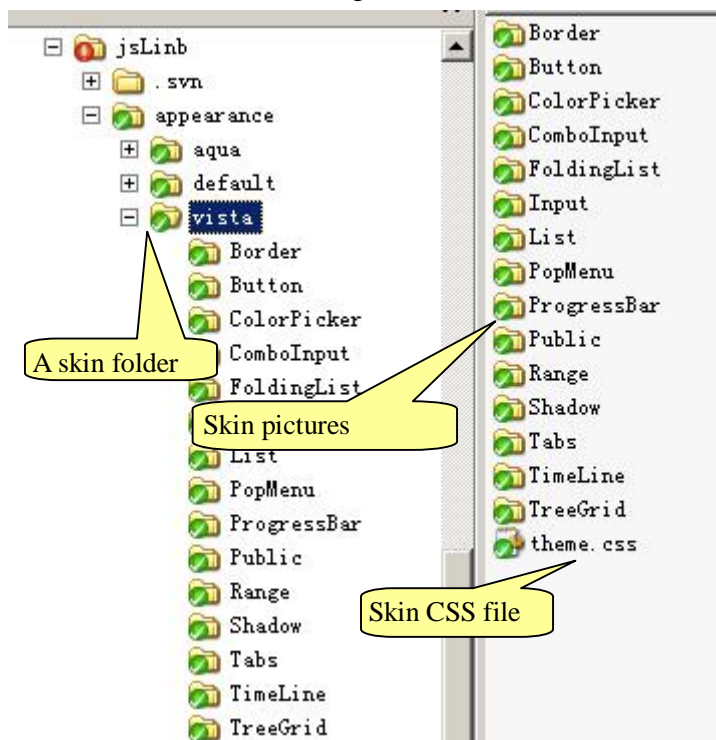 jsLinb
.svn
appearance
aqua
default
vista
Border
Button
ColorPicker
ComboInput
FoldingList
List
PopMenu
ProgressBar
Public
Range
Shadow
Tabs
TimeLine
TreeGrid
A skin folder
Skin pictures
Border
Button
ColorPicker
ComboInput
FoldingList
Input
List
PopMenu
ProgressBar
Public
Range
Shadow
Tabs
TimeLine
TreeGrid
theme.css
Skin CSS file